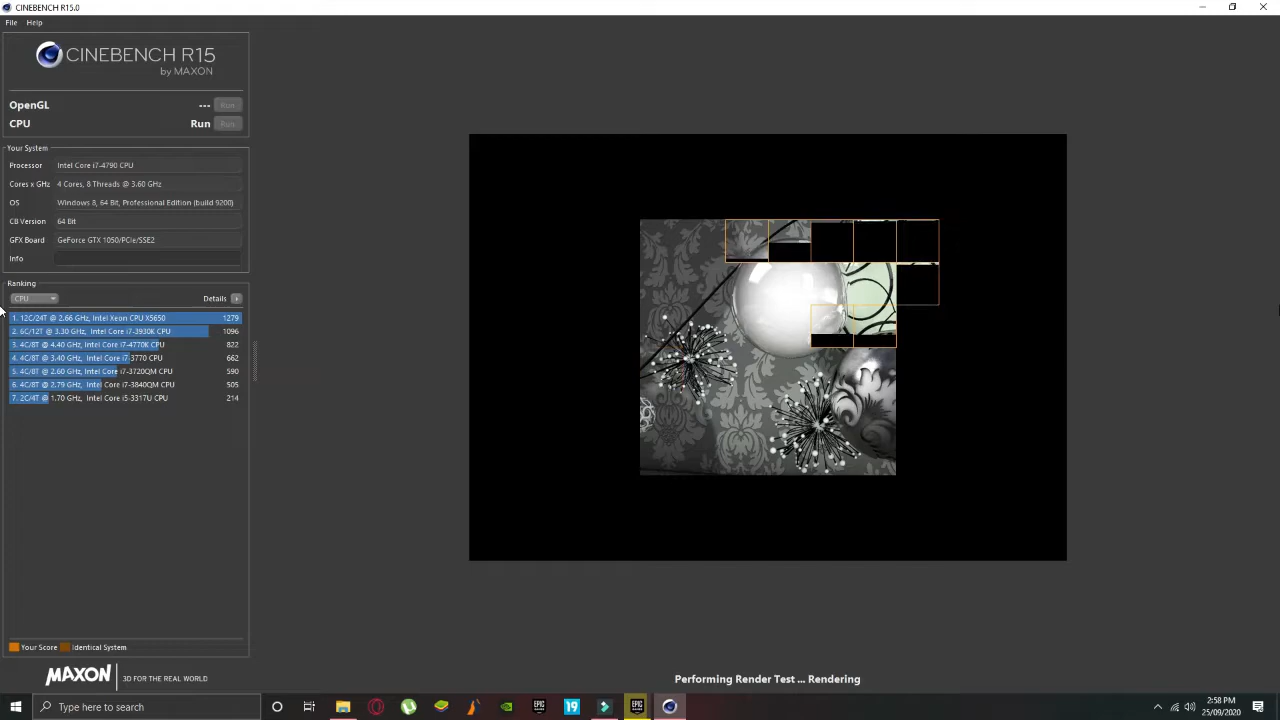 CINEBENCH R15.0
File Help
CINEBENCH R15
by MAXON
OpenGL --- Run
CPU Run Run
Your System
Processor Intel Core i7-4790 CPU
Cores x GHz 4 Cores, 8 Threads @ 3.60 GHz
OS Windows 8, 64 Bit, Professional Edition (build 9200)
CB Version 64 Bit
GFX Board GeForce GTX 1050/PCIe/SSE2
Info
Ranking
CPU Details +
1. 12C/24T @ 2.66 GHz, Intel Xeon CPU X5650 1279
2. 6C/12T @ 3.30 GHz, Intel Core i7-3930K CPU 1096
3. 4C/8T @ 4.40 GHz, Intel Core i7-4770K CPU 822
4. 4C/8T @ 3.40 GHz, Intel Core i7-3770 CPU 662
5. 4C/8T @ 2.60 GHz, Intel Core i7-3720QM CPU 590
6. 4C/8T @ 2.79 GHz, Intel Core i7-3840QM CPU 505
7. 2C/4T @ 1.70 GHz, Intel Core i5-3317U CPU 214
Your Score Identical System
MAXON 3D FOR THE REAL WORLD
Performing Render Test ... Rendering
Type here to search
EPIC GAMES
19
EPIC GAMES
2:58 PM
25/09/2020